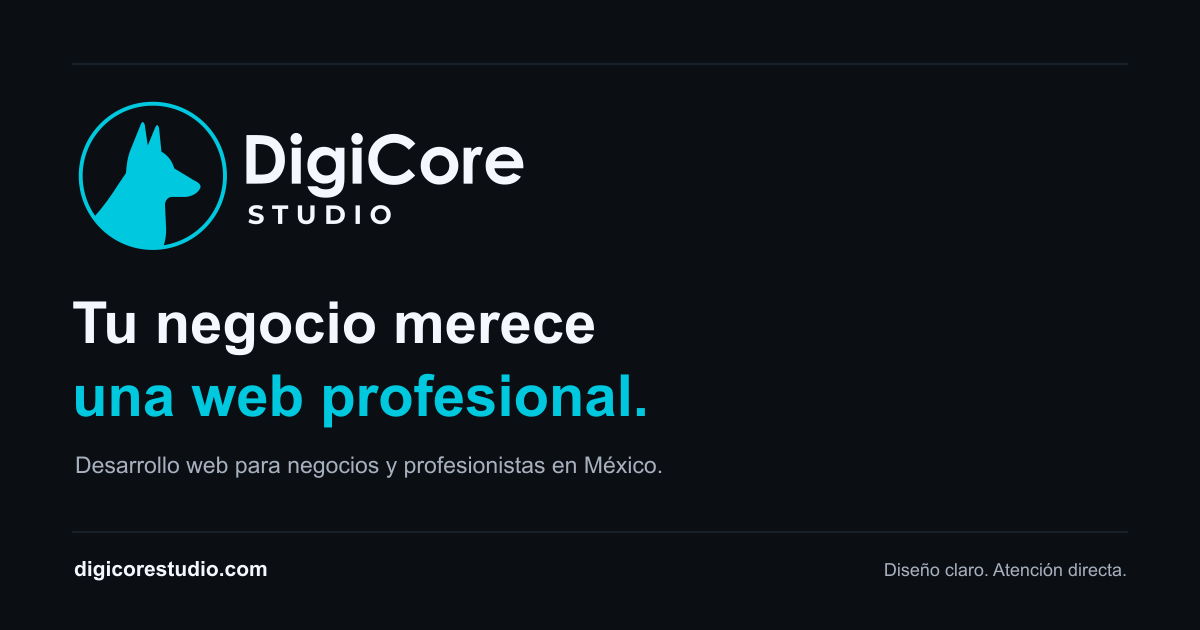 DigiCore
STUDIO
Tu negocio merece
una web profesional.
Desarrollo web para negocios y profesionistas en México.
digicorestudio.com
Diseño claro. Atención directa.